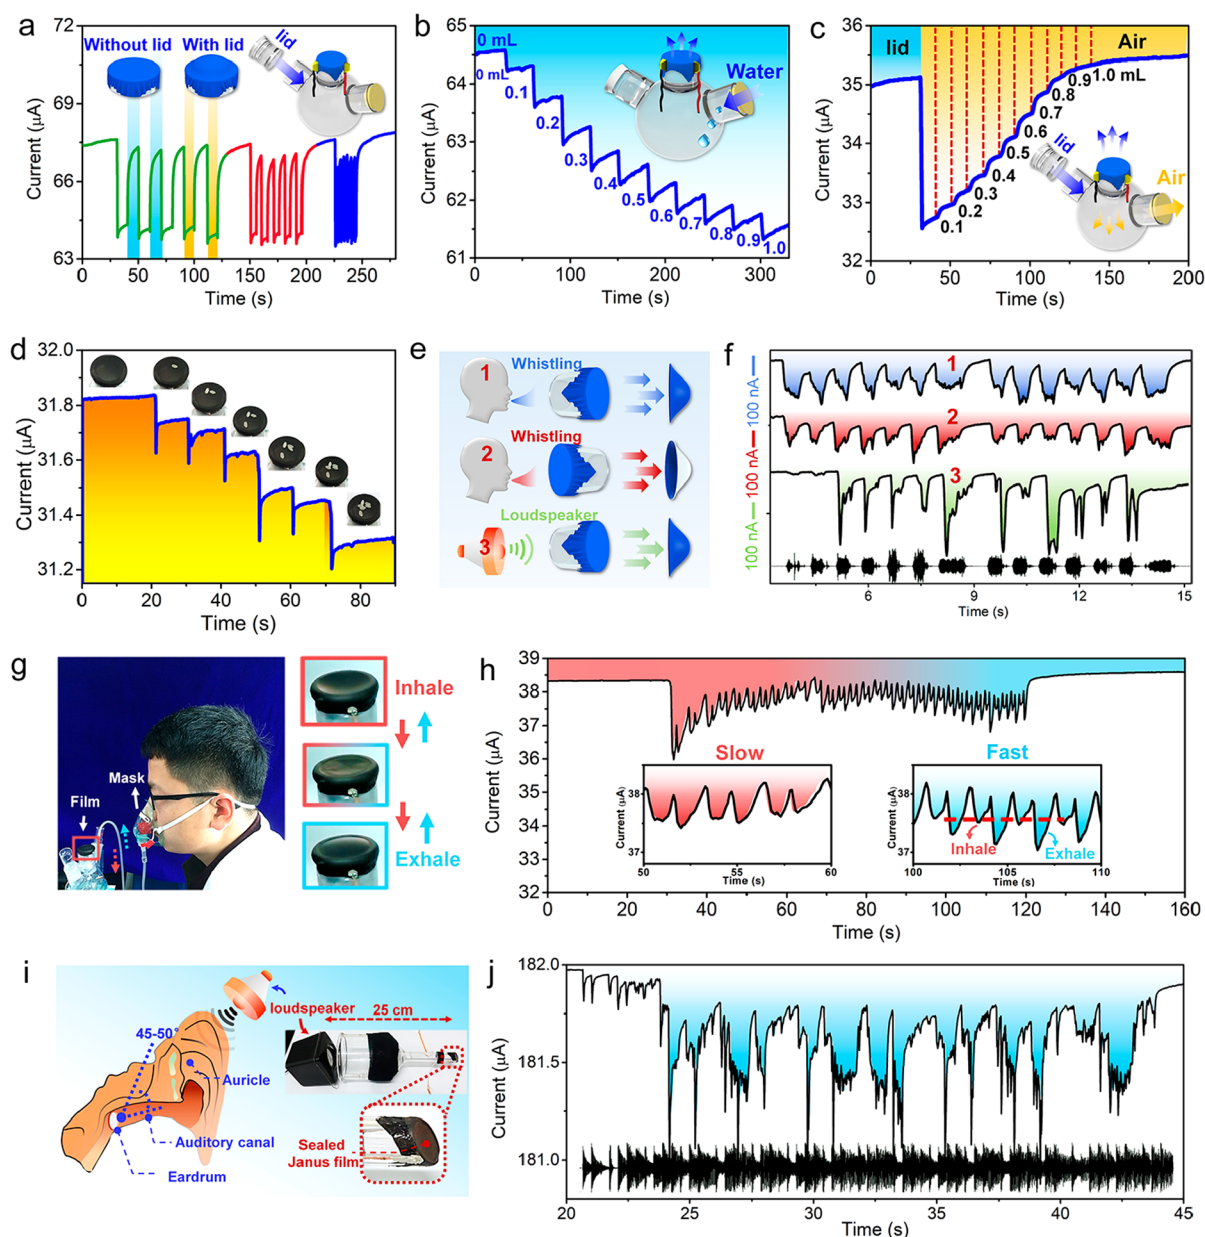 a
72
69
66
63
Current (μA)
0 50 100 150 200 250
Time (s)
Without lid
With lid
lid
b
65
64
63
62
61
Current (μA)
0 100 200 300
Time (s)
0 mL
0 mL
0.1
0.2
0.3
0.4
0.5
0.6
0.7
0.8
0.9
1.0
Water
c
36
35
34
33
32
Current (μA)
0 50 100 150 200
Time (s)
lid
Air
0.1
0.2
0.3
0.4
0.5
0.6
0.7
0.8
0.9
1.0 mL
lid
Air
d
32.0
31.8
31.6
31.4
31.2
Current (μA)
0 20 40 60 80
Time (s)
e
1
Whistling
2
Whistling
3
Loudspeaker
f
100 nA
100 nA
100 nA
1
2
3
6 9 12 15
Time (s)
g
Mask
Film
Inhale
Exhale
h
39
38
37
36
35
34
33
32
Current (μA)
0 20 40 60 80 100 120 140 160
Time (s)
Slow
Fast
38
37
Current (μA)
50 55 60
Time (s)
38
37
Current (μA)
100 105 110
Time (s)
Inhale
Exhale
i
loudspeaker
25 cm
45-50°
Auricle
Auditory canal
Eardrum
Sealed
Janus film
j
182.0
181.5
181.0
Current (μA)
20 25 30 35 40 45
Time (s)